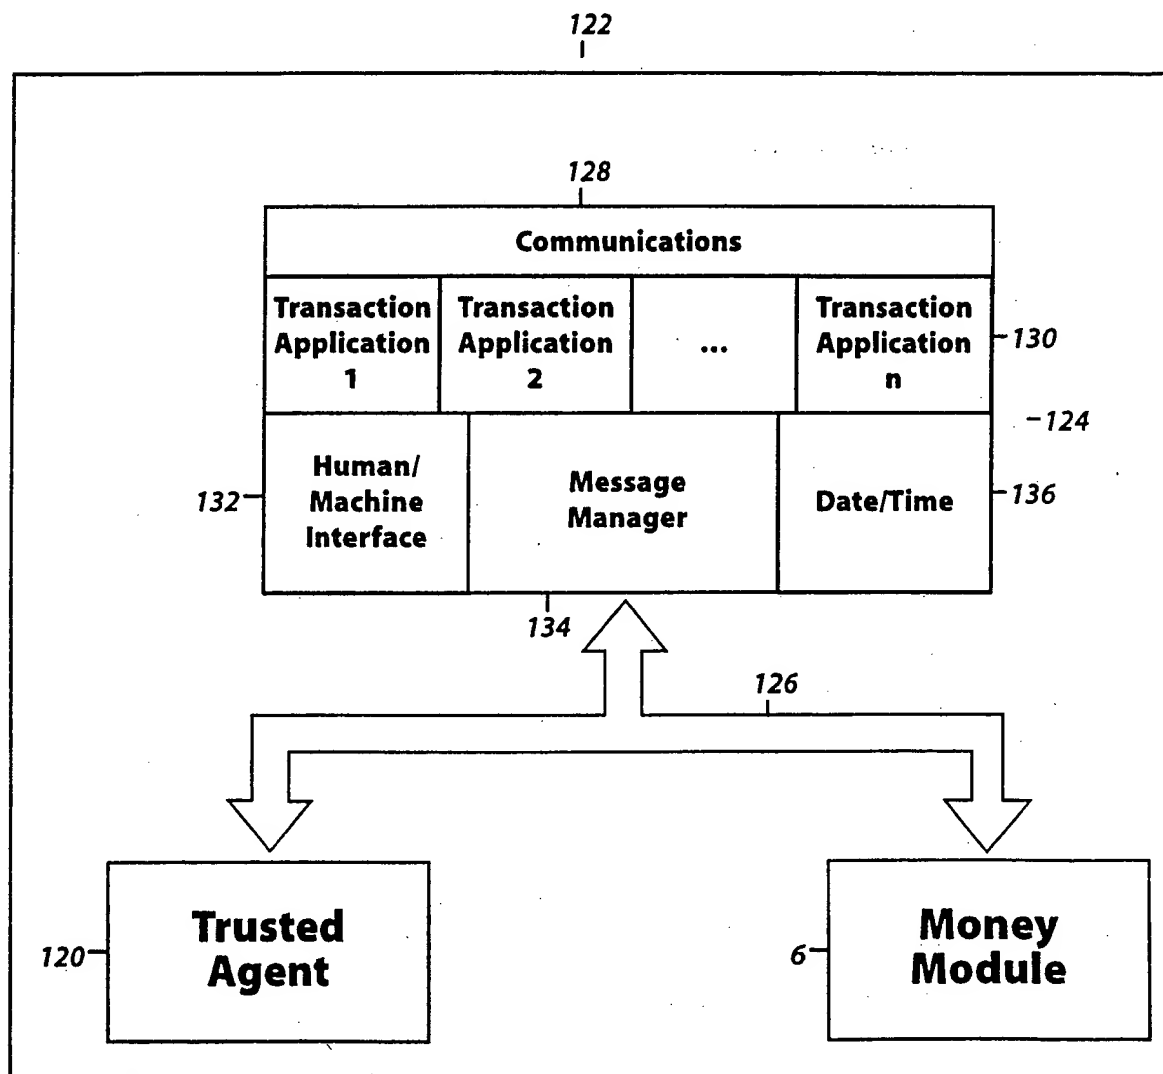 122
128
Communications
Transaction
Application
1
Transaction
Application
2
...
Transaction
Application
n
130
124
132
Human/
Machine
Interface
Message
Manager
Date/Time
136
134
126
120
Trusted
Agent
6
Money
Module